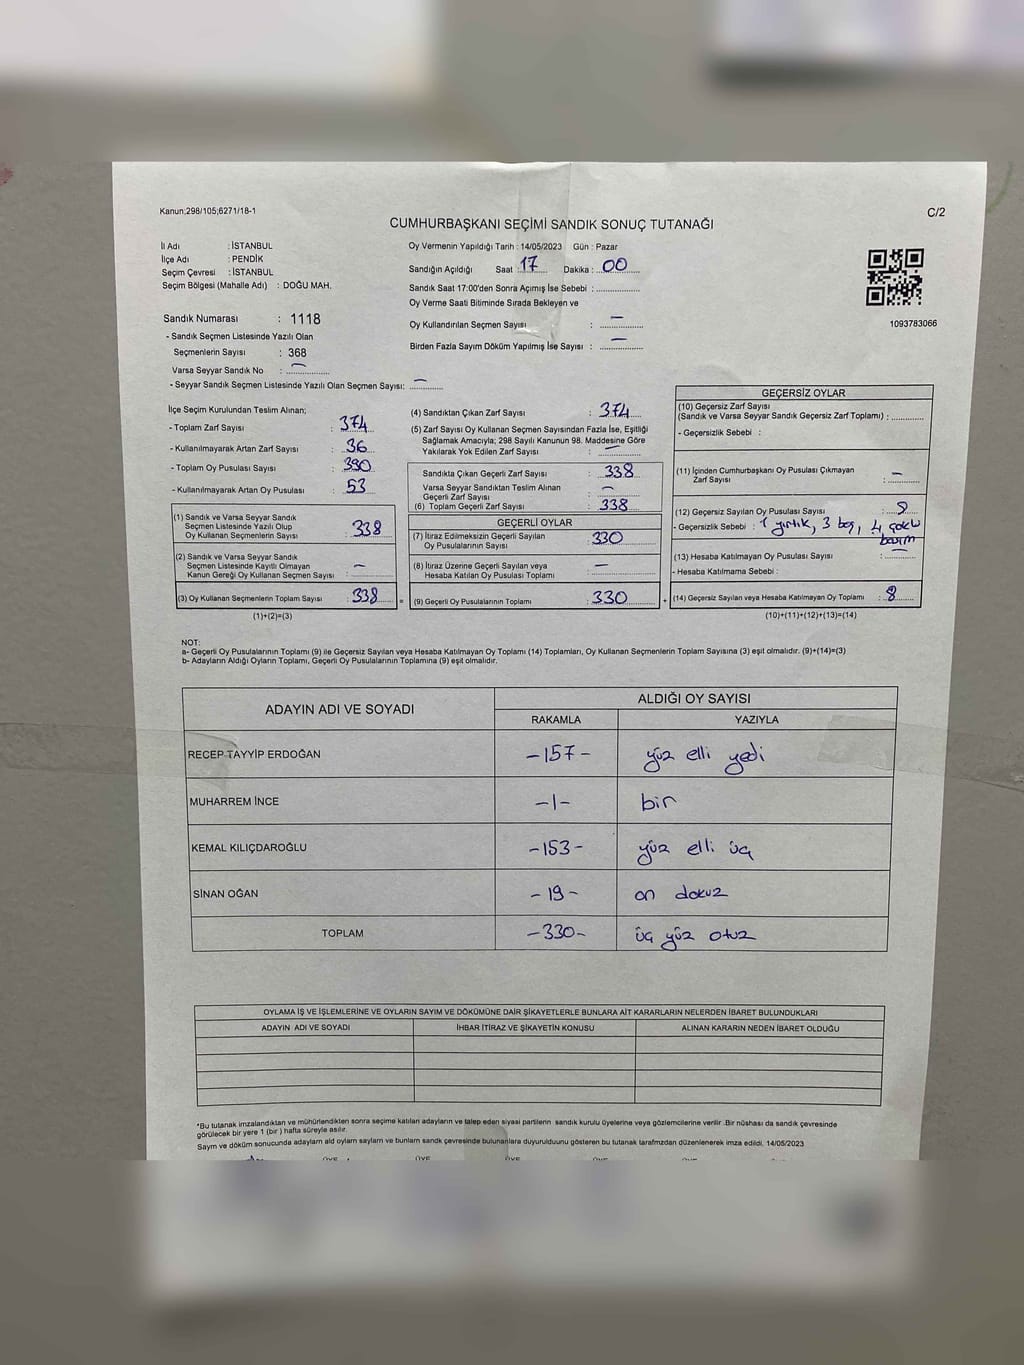 Kanun;298/105;6271/18-1
C/2
CUMHURBAŞKANI SEÇİMİ SANDIK SONUÇ TUTANAĞI
İl Adı : İSTANBUL
İlçe Adı : PENDİK
Seçim Çevresi : İSTANBUL
Seçim Bölgesi (Mahalle Adı) : DOĞU MAH.
Sandık Numarası : 1118
- Sandık Seçmen Listesinde Yazılı Olan
Seçmenlerin Sayısı : 368
Varsa Seyyar Sandık No : —
- Seyyar Sandık Seçmen Listesinde Yazılı Olan Seçmen Sayısı: —
Oy Vermenin Yapıldığı Tarih : 14/05/2023 Gün : Pazar
Sandığın Açıldığı Saat : 17 Dakika : 00
Sandık Saat 17:00'den Sonra Açımış İse Sebebi :
Oy Verme Saati Bitiminde Sırada Bekleyen ve
Oy Kullandırılan Seçmen Sayısı : —
Birden Fazla Sayım Döküm Yapılmış İse Sayısı : —
1093783066
İlçe Seçim Kurulundan Teslim Alınan;
- Toplam Zarf Sayısı : 374
- Kullanılmayarak Artan Zarf Sayısı : 36
- Toplam Oy Pusulası Sayısı : 390
- Kullanılmayarak Artan Oy Pusulası : 53
(1) Sandık ve Varsa Seyyar Sandık
Seçmen Listesinde Yazılı Olup
Oy Kullanan Seçmenlerin Sayısı : 338
(2) Sandık ve Varsa Seyyar Sandık
Seçmen Listesinde Kayıtlı Olmayan
Kanun Gereği Oy Kullanan Seçmen Sayısı : —
(3) Oy Kullanan Seçmenlerin Toplam Sayısı : 338 =
(1)+(2)=(3)
(4) Sandıktan Çıkan Zarf Sayısı : 374
(5) Zarf Sayısı Oy Kullanan Seçmen Sayısından Fazla İse, Eşitliği
Sağlamak Amacıyla; 298 Sayılı Kanunun 98. Maddesine Göre
Yakılarak Yok Edilen Zarf Sayısı : —
Sandıkta Çıkan Geçerli Zarf Sayısı : 338
Varsa Seyyar Sandıktan Teslim Alınan
Geçerli Zarf Sayısı : —
(6) Toplam Geçerli Zarf Sayısı : 338
GEÇERLİ OYLAR
(7) İtiraz Edilmeksizin Geçerli Sayılan
Oy Pusulalarının Sayısı : 330
(8) İtiraz Üzerine Geçerli Sayılan veya
Hesaba Katılan Oy Pusulası Toplamı : —
(9) Geçerli Oy Pusulalarının Toplamı : 330 +
GEÇERSİZ OYLAR
(10) Geçersiz Zarf Sayısı
(Sandık ve Varsa Seyyar Sandık Geçersiz Zarf Toplamı) :
- Geçersizlik Sebebi :
(11) İçinden Cumhurbaşkanı Oy Pusulası Çıkmayan
Zarf Sayısı : —
(12) Geçersiz Sayılan Oy Pusulası Sayısı : 8
- Geçersizlik Sebebi : 1 yırtık, 3 boş, 4 çoklu
basım
(13) Hesaba Katılmayan Oy Pusulası Sayısı : —
- Hesaba Katılmama Sebebi :
(14) Geçersiz Sayılan veya Hesaba Katılmayan Oy Toplamı : 8
(10)+(11)+(12)+(13)=(14)
NOT:
a- Geçerli Oy Pusulalarının Toplamı (9) ile Geçersiz Sayılan veya Hesaba Katılmayan Oy Toplamı (14) Toplamları, Oy Kullanan Seçmenlerin Toplam Sayısına (3) eşit olmalıdır. (9)+(14)=(3)
b- Adayların Aldığı Oyların Toplamı, Geçerli Oy Pusulalarının Toplamına (9) eşit olmalıdır.
ADAYIN ADI VE SOYADI
ALDIĞI OY SAYISI
RAKAMLA YAZIYLA
RECEP TAYYİP ERDOĞAN -157- yüz elli yedi
MUHARREM İNCE -1- bir
KEMAL KILIÇDAROĞLU -153- yüz elli üç
SİNAN OĞAN -19- on dokuz
TOPLAM -330- üç yüz otuz
OYLAMA İŞ VE İŞLEMLERİNE VE OYLARIN SAYIM VE DÖKÜMÜNE DAİR ŞİKAYETLERLE BUNLARA AİT KARARLARIN NELERDEN İBARET BULUNDUKLARI
ADAYIN ADI VE SOYADI İHBAR İTİRAZ VE ŞİKAYETİN KONUSU ALINAN KARARIN NEDEN İBARET OLDUĞU
*Bu tutanak imzalandıktan ve mühürlendikten sonra seçime katılan adayların ve talep eden siyasi partilerin sandık kurulu üyelerine veya gözlemcilerine verilir. Bir nüshası da sandık çevresinde
görülecek bir yere 1 (bir) hafta süreyle asılır.
Sayım ve döküm sonucunda adayların ald oyların sayların ve bunların sandık çevresinde bulunanlara duyurulduunu gösteren bu tutanak tarafmzdan düzenlenerek imza edildi. 14/05/2023